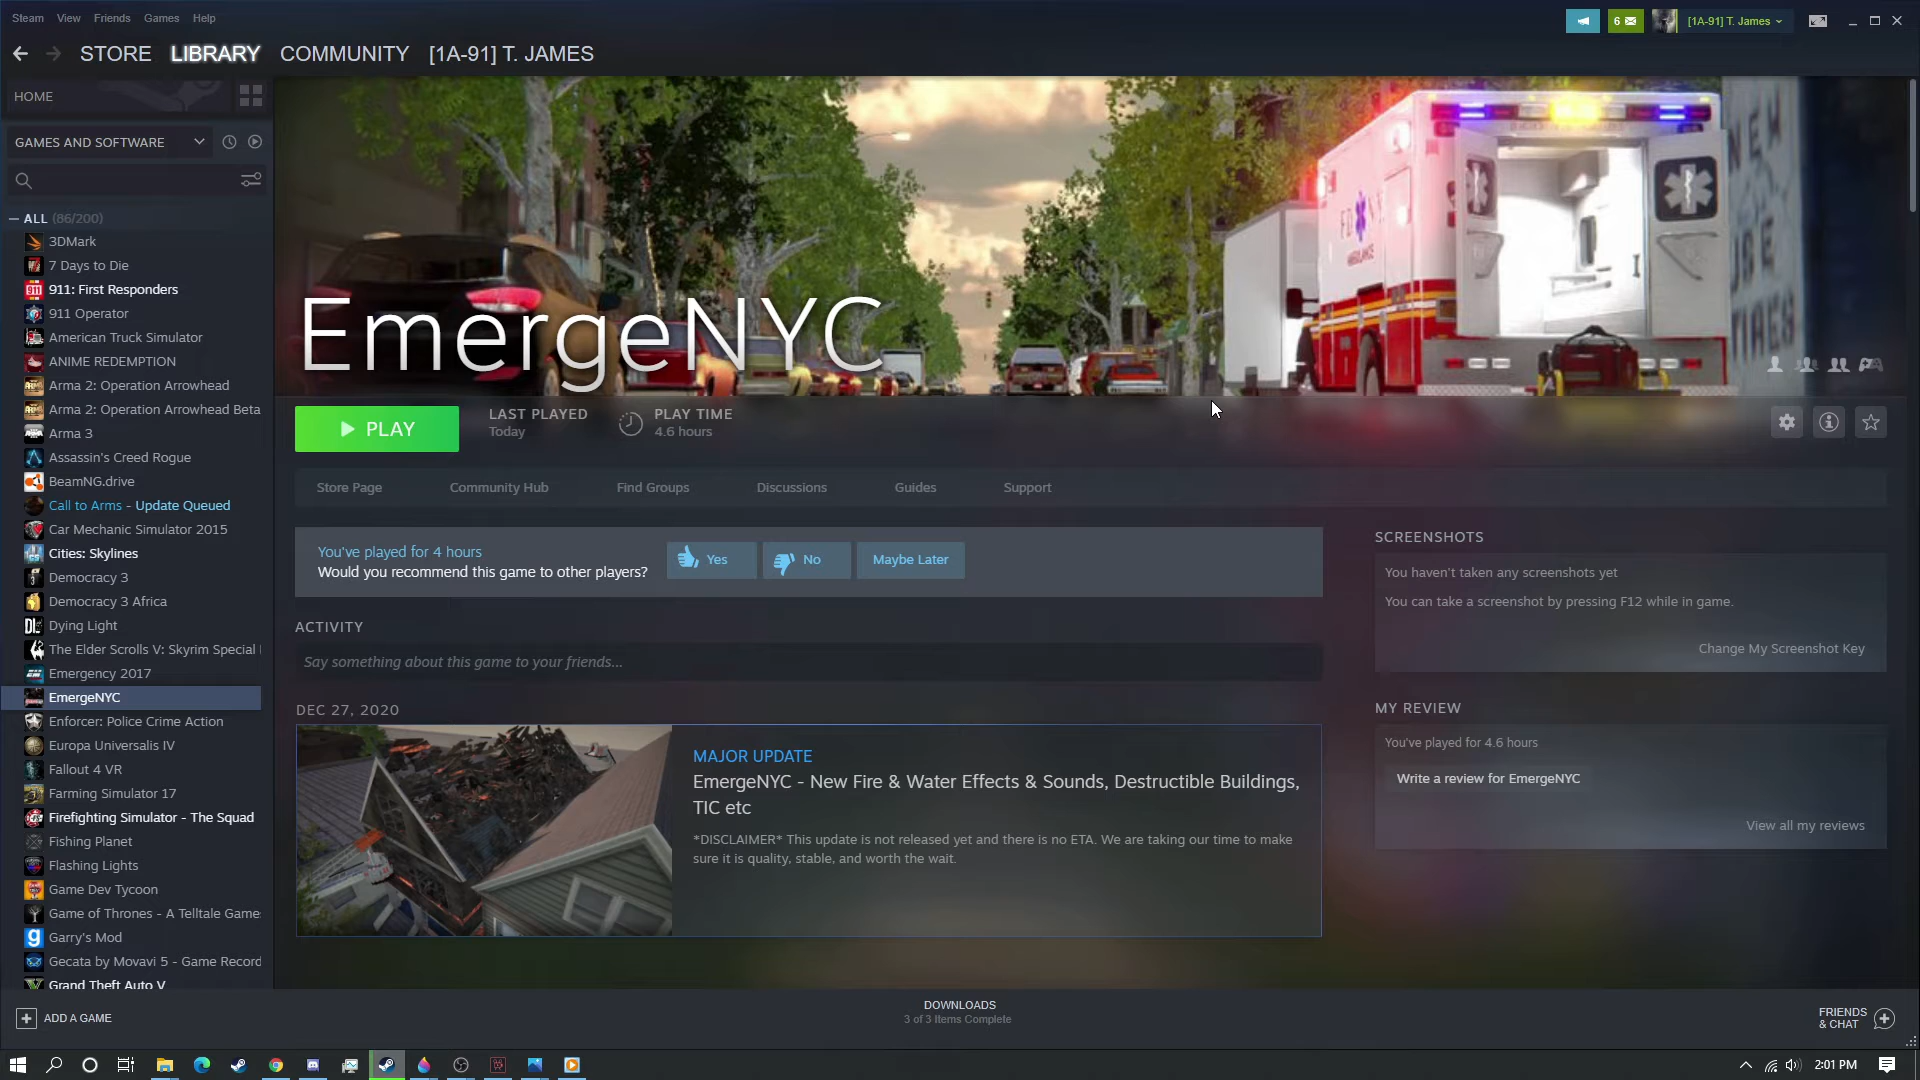 Steam View Friends Games Help
6
[1A-91] T. James
STORE LIBRARY COMMUNITY [1A-91] T. JAMES
HOME
GAMES AND SOFTWARE
— ALL (86/200)
3DMark
7 Days to Die
911: First Responders
911 Operator
American Truck Simulator
ANIME REDEMPTION
Arma 2: Operation Arrowhead
Arma 2: Operation Arrowhead Beta
Arma 3
Assassin's Creed Rogue
BeamNG.drive
Call to Arms - Update Queued
Car Mechanic Simulator 2015
Cities: Skylines
Democracy 3
Democracy 3 Africa
Dying Light
The Elder Scrolls V: Skyrim Special
Emergency 2017
EmergeNYC
Enforcer: Police Crime Action
Europa Universalis IV
Fallout 4 VR
Farming Simulator 17
Firefighting Simulator - The Squad
Fishing Planet
Flashing Lights
Game Dev Tycoon
Game of Thrones - A Telltale Game
Garry's Mod
Gecata by Movavi 5 - Game Record
Grand Theft Auto V
ADD A GAME
EmergeNYC
AMBULANCE
PLAY
LAST PLAYED
Today
PLAY TIME
4.6 hours
Store Page Community Hub Find Groups Discussions Guides Support
You've played for 4 hours
Would you recommend this game to other players?
Yes No Maybe Later
ACTIVITY
Say something about this game to your friends...
DEC 27, 2020
MAJOR UPDATE
EmergeNYC - New Fire & Water Effects & Sounds, Destructible Buildings,
TIC etc
*DISCLAIMER* This update is not released yet and there is no ETA. We are taking our time to make
sure it is quality, stable, and worth the wait.
SCREENSHOTS
You haven't taken any screenshots yet
You can take a screenshot by pressing F12 while in game.
Change My Screenshot Key
MY REVIEW
You've played for 4.6 hours
Write a review for EmergeNYC
View all my reviews
DOWNLOADS
3 of 3 Items Complete
FRIENDS
& CHAT
2:01 PM